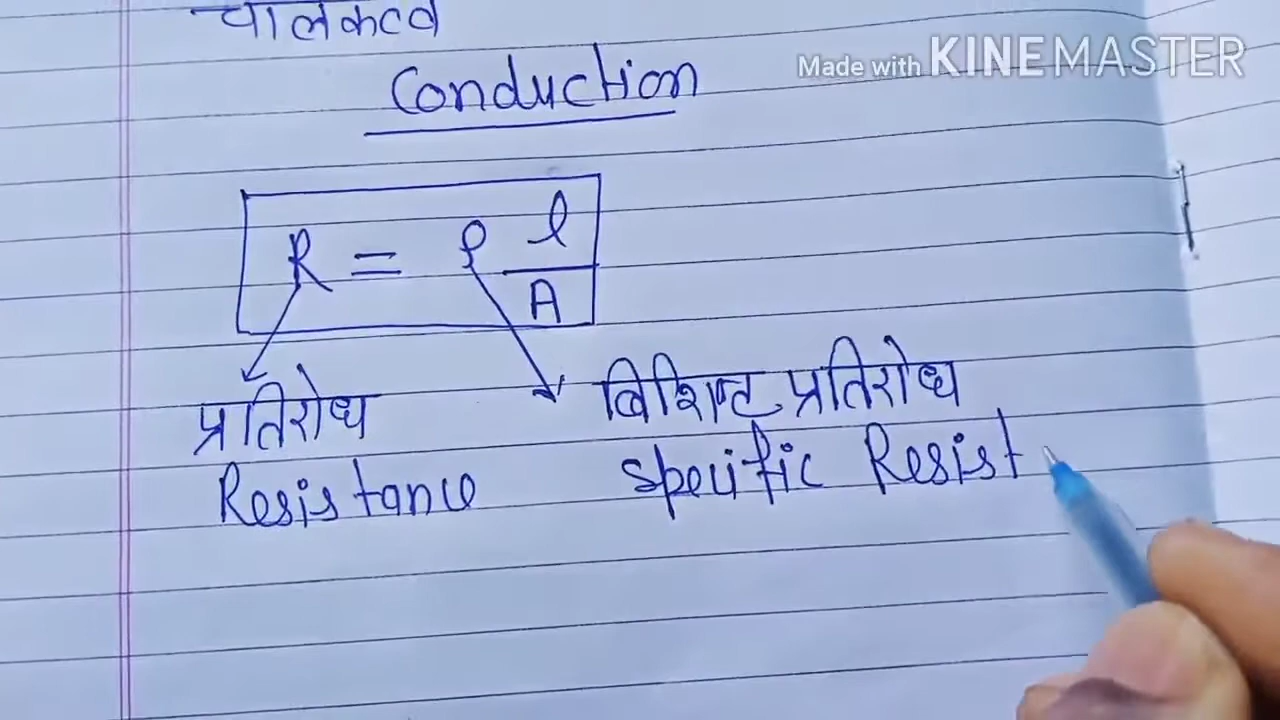 चालकत्व
Made with KINEMASTER
Conduction
R = ρ l
A
प्रतिरोध
Resistance
बिशिष्ट प्रतिरोध
Specific Resist